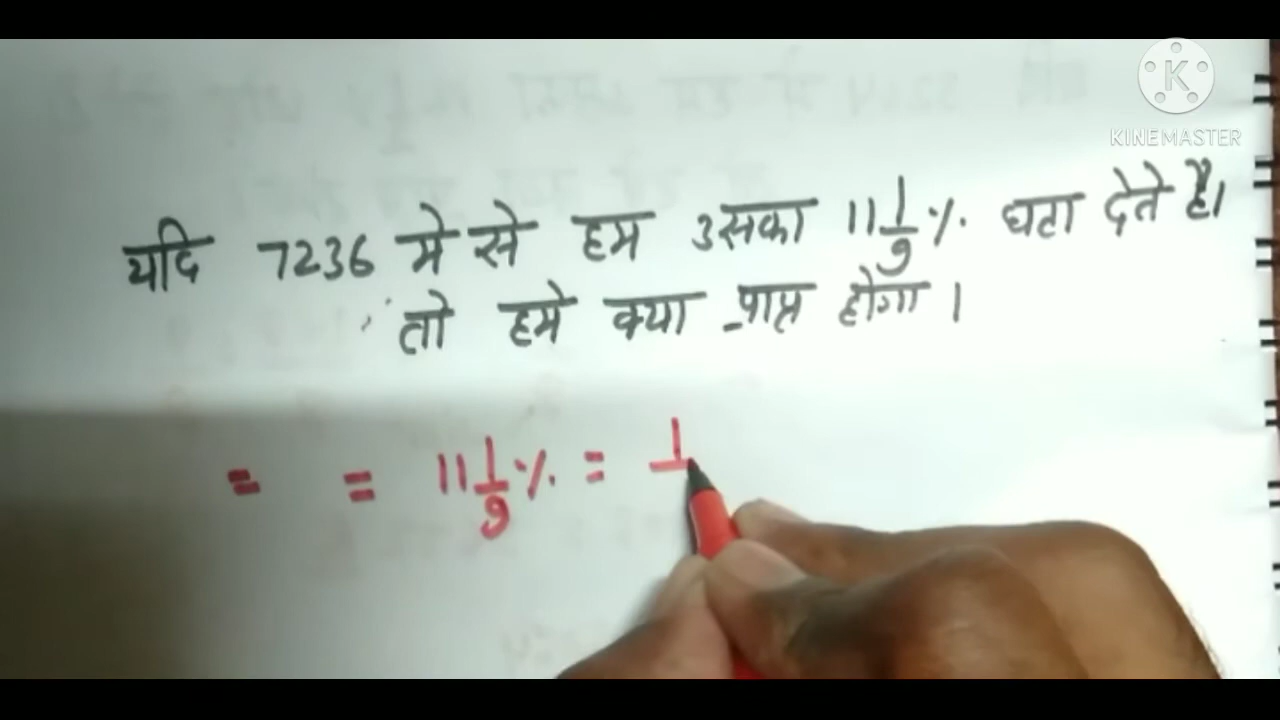 KINEMASTER
यदि 7236 मे से हम उसका 11 1/9 % घटा देते है।
तो हमे क्या प्राप्त होगा ।
= = 11 1/9 % = 1